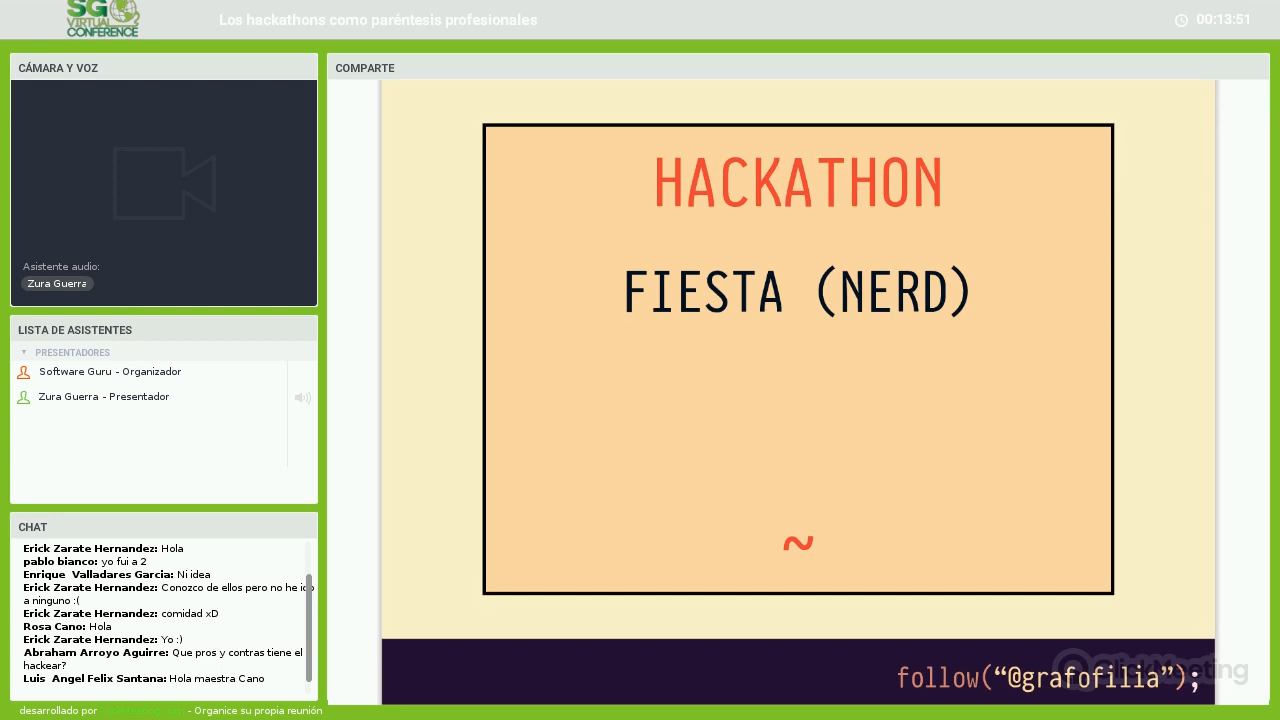 SG
VIRTUAL
CONFERENCE
Los hackathons como paréntesis profesionales
00:13:51
CÁMARA Y VOZ
Asistente audio:
Zura Guerra
LISTA DE ASISTENTES
PRESENTADORES
Software Guru - Organizador
Zura Guerra - Presentador
CHAT
Erick Zarate Hernandez: Hola
pablo bianco: yo fui a 2
Enrique Valladares Garcia: Ni idea
Erick Zarate Hernandez: Conozco de ellos pero no he ido
a ninguno :(
Erick Zarate Hernandez: comidad xD
Rosa Cano: Hola
Erick Zarate Hernandez: Yo :)
Abraham Arroyo Aguirre: Que pros y contras tiene el
hackear?
Luis Angel Felix Santana: Hola maestra Cano
desarrollado por - Organice su propia reunión
COMPARTE
HACKATHON
FIESTA (NERD)
~
follow(“@grafofilia”);
ClickMeeting